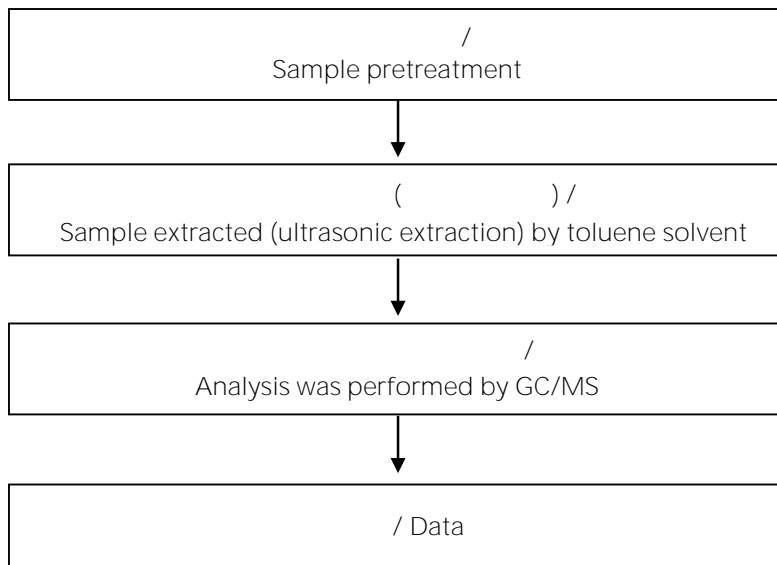 /
Sample pretreatment
( ) /
Sample extracted (ultrasonic extraction) by toluene solvent
/
Analysis was performed by GC/MS
/ Data